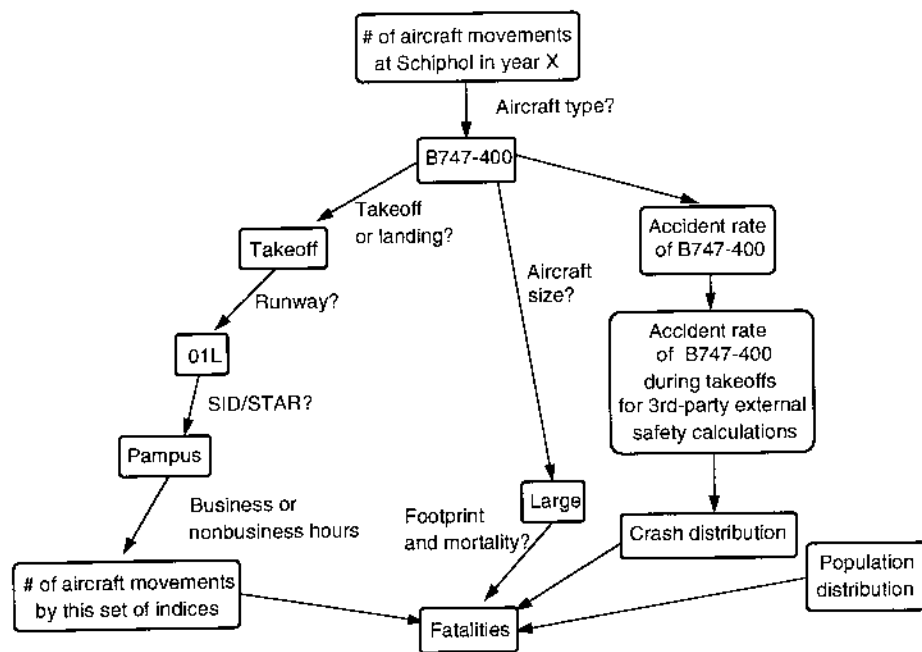 # of aircraft movements
at Schiphol in year X
Aircraft type?
B747-400
Takeoff
or landing?
Takeoff
Runway?
01L
SID/STAR?
Pampus
Business or
nonbusiness hours
# of aircraft movements
by this set of indices
Aircraft
size?
Large
Footprint
and mortality?
Accident rate
of B747-400
Accident rate
of B747-400
during takeoffs
for 3rd-party external
safety calculations
Crash distribution
Population
distribution
Fatalities